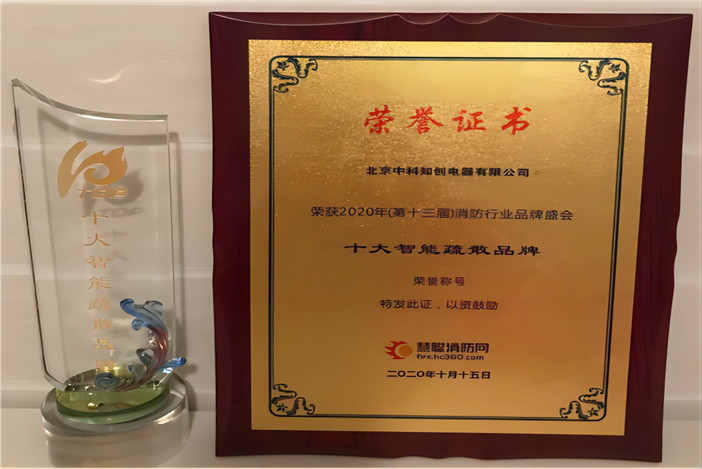 十大智能疏散品牌
荣誉证书
北京中科知创电器有限公司
荣获2020年(第十三届)消防行业品牌盛会
十大智能疏散品牌
荣誉称号
特发此证，以资鼓励
慧聪消防网
fire.hc360.com
二〇二〇年十月十五日